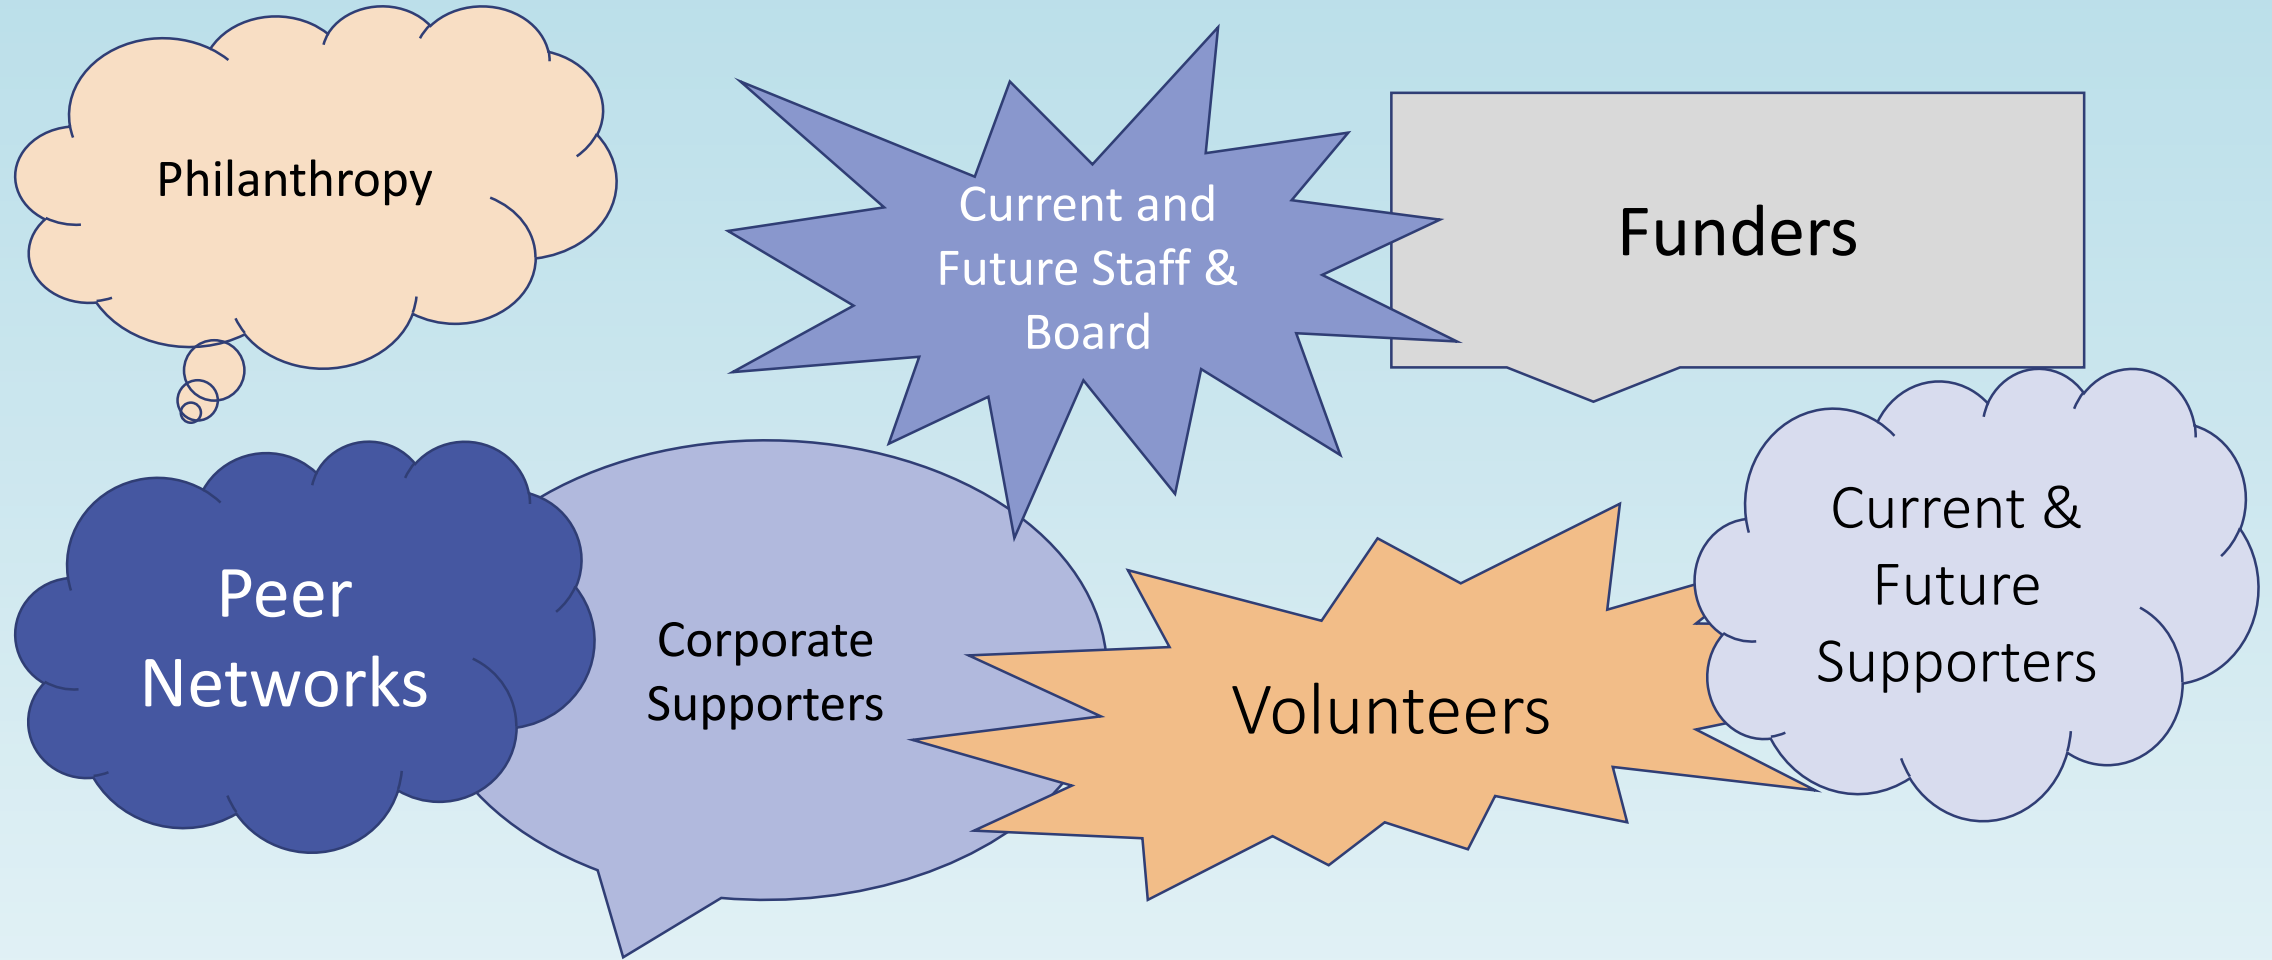 Philanthropy
Current and
Future Staff &
Board
Funders
Peer
Networks
Corporate
Supporters
Volunteers
Current &
Future
Supporters